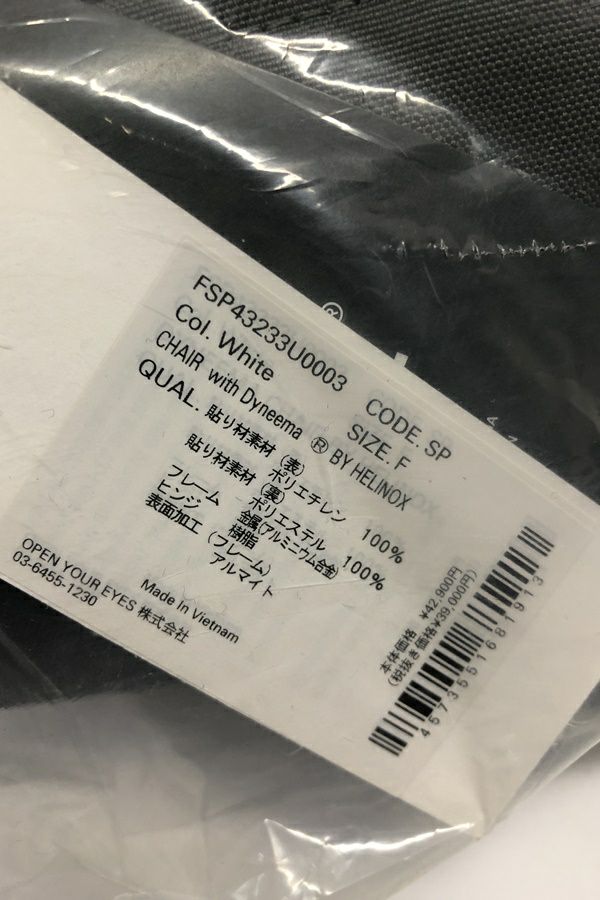 FSP43233U0003 CODE. SP
Col. White SIZE. F
CHAIR with Dyneema ® BY HELINOX
QUAL. 貼り材素材（表） ポリエチレン 100%
貼り材素材（裏） ポリエステル 100%
フレーム 金属(アルミニウム合金)
ヒンジ 樹脂
表面加工（フレーム）
アルマイト
Made in Vietnam
OPEN YOUR EYES 株式会社
03-6455-1230
本体価格 ¥42,900円
(税抜き価格¥39,000円)
4573551681913
®